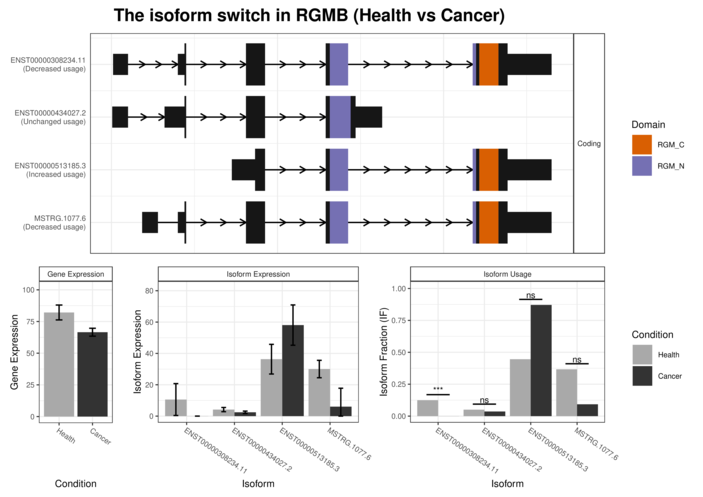 The isoform switch in RGMB (Health vs Cancer)
ENST00000308234.11
(Decreased usage)
ENST00000434027.2
(Unchanged usage)
ENST00000513185.3
(Increased usage)
MSTRG.1077.6
(Decreased usage)
Coding
Domain
RGM_C
RGM_N
Gene Expression
Gene Expression
100
75
50
25
0
Health
Cancer
Condition
Isoform Expression
Isoform Expression
80
60
40
20
0
ENST00000308234.11
ENST00000434027.2
ENST00000513185.3
MSTRG.1077.6
Isoform
Isoform Usage
Isoform Fraction (IF)
1.00
0.75
0.50
0.25
0.00
***
ns
ns
ns
ENST00000308234.11
ENST00000434027.2
ENST00000513185.3
MSTRG.1077.6
Isoform
Condition
Health
Cancer